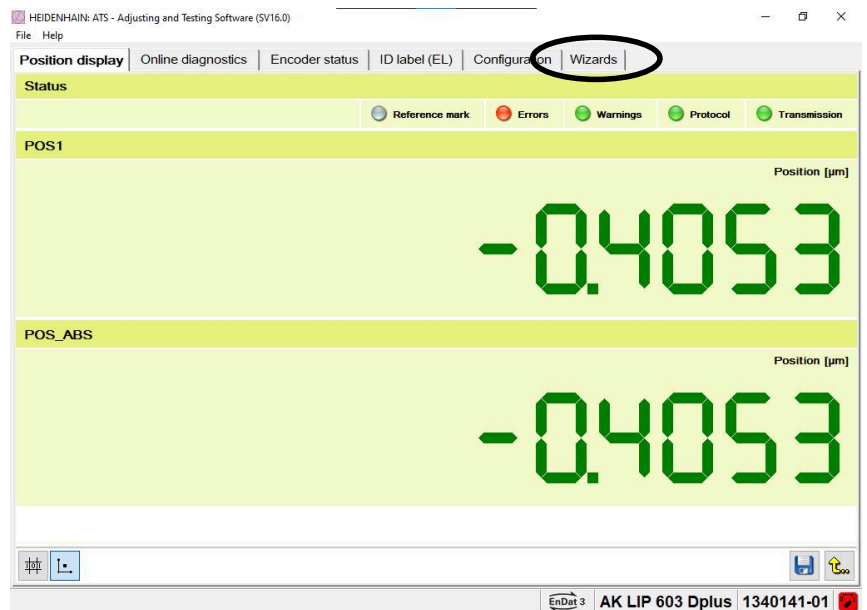 HEIDENHAIN: ATS - Adjusting and Testing Software (SV16.0)
File Help
Position display Online diagnostics Encoder status ID label (EL) Configuration Wizards
Status
Reference mark Errors Warnings Protocol Transmission
POS1
Position [µm]
-0.4053
POS_ABS
Position [µm]
-0.4053
EnDat 3 AK LIP 603 Dplus 1340141-01